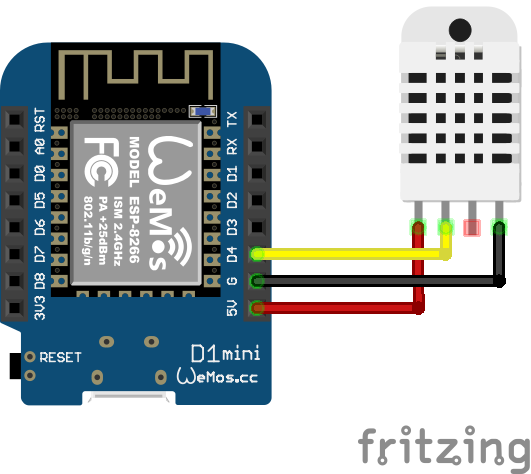 RST
A0
D0
D5
D6
D7
D8
3V3
WeMos
MODEL ESP-8266
ISM 2.4GHz
PA +25dBm
802.11b/g/n
FC
TX
RX
D1
D2
D3
D4
G
5V
RESET
D1mini
WeMos.cc
fritzing